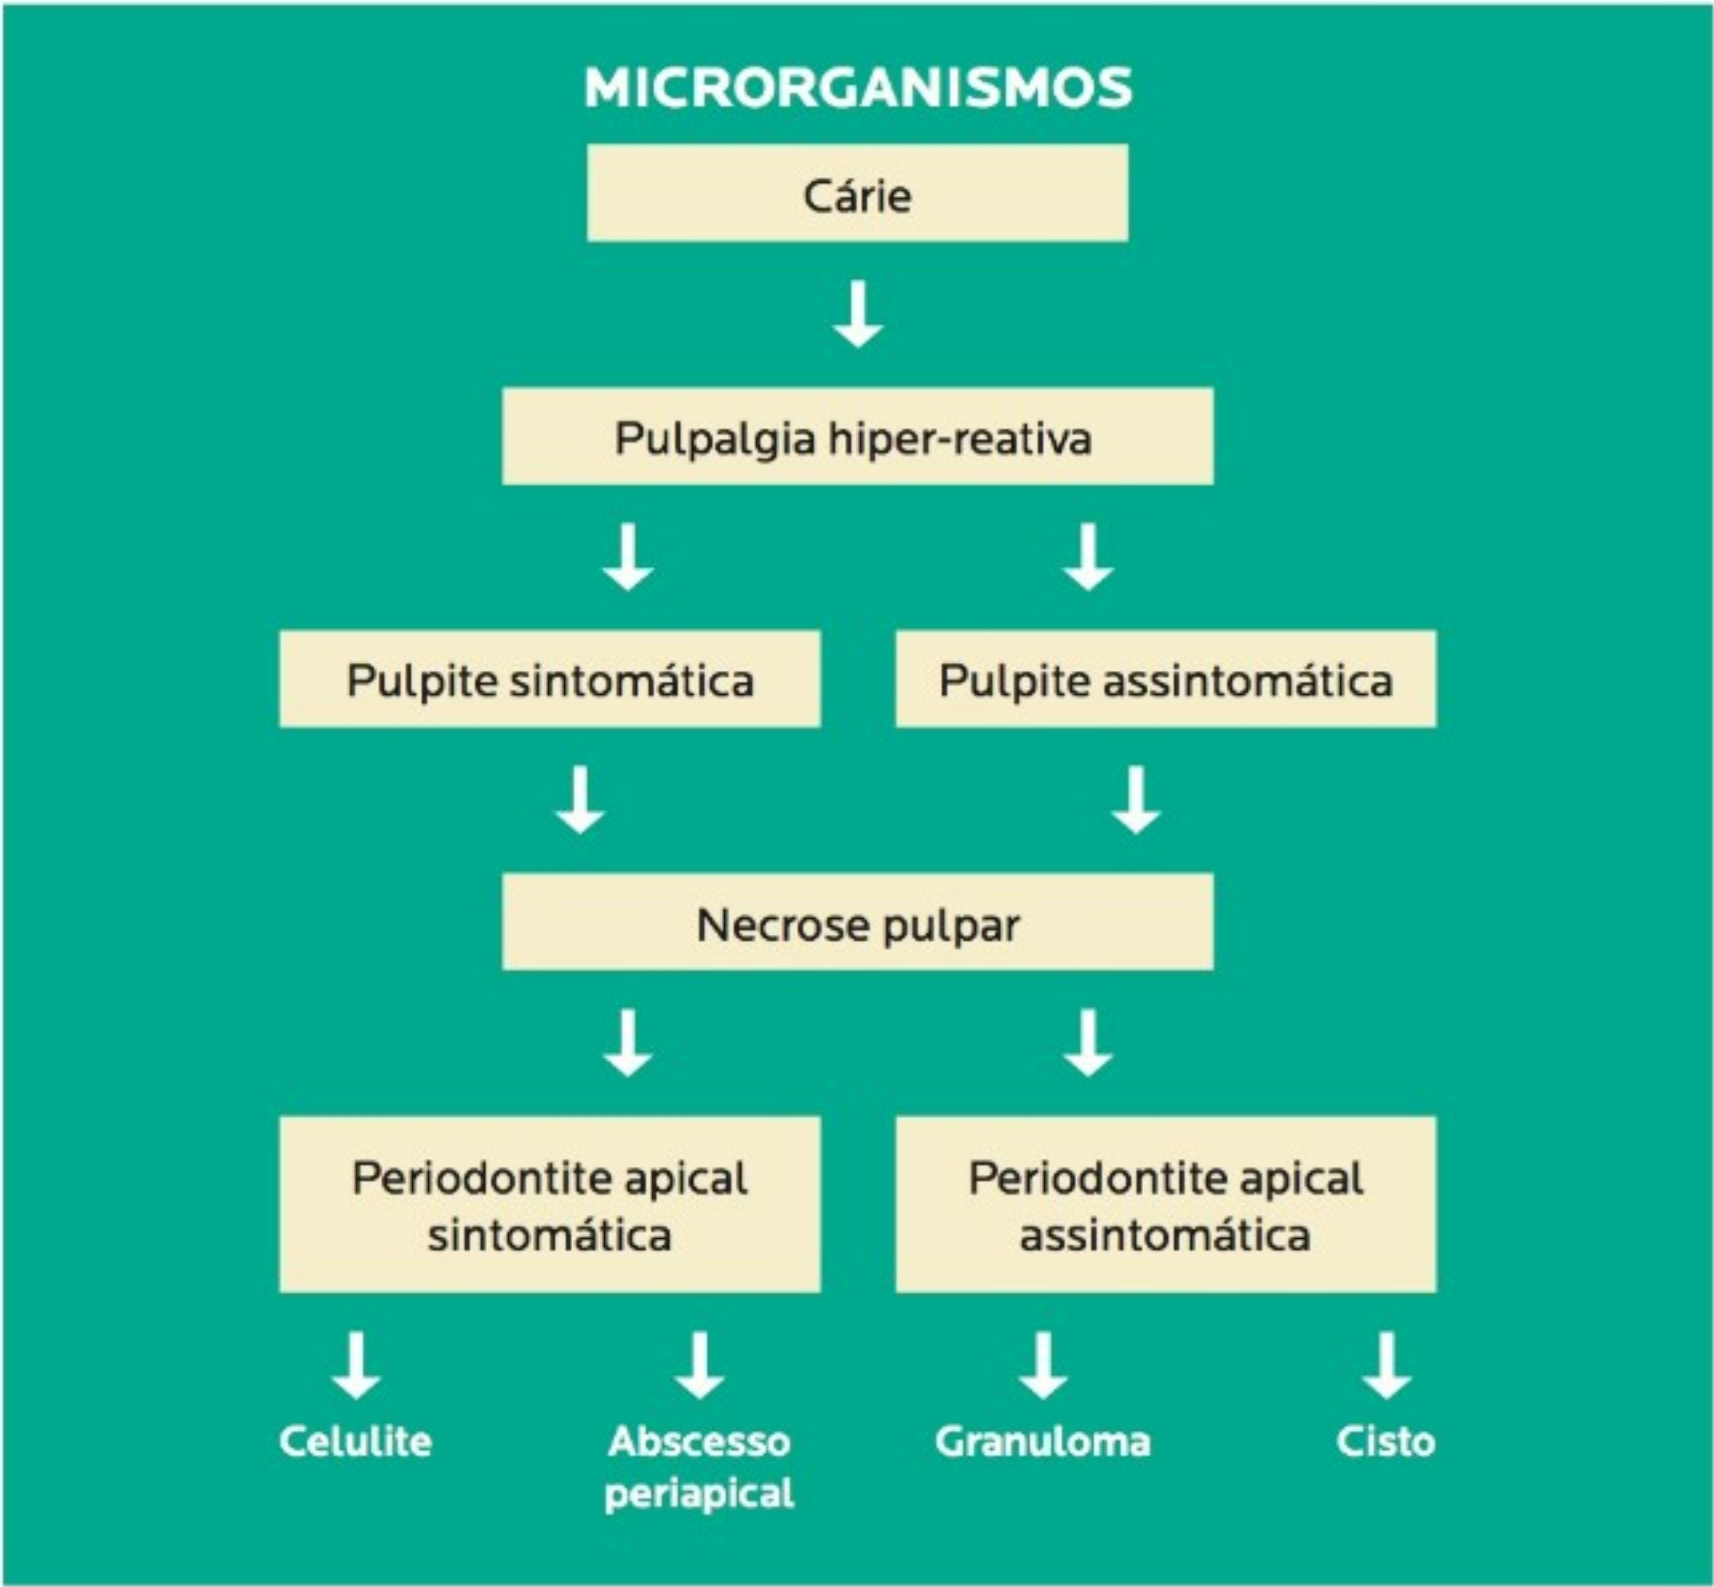 MICRORGANISMOS
Cárie
Pulpalgia hiper-reativa
Pulpite sintomática
Pulpite assintomática
Necrose pulpar
Periodontite apical
sintomática
Periodontite apical
assintomática
Celulite
Abscesso
periapical
Granuloma
Cisto